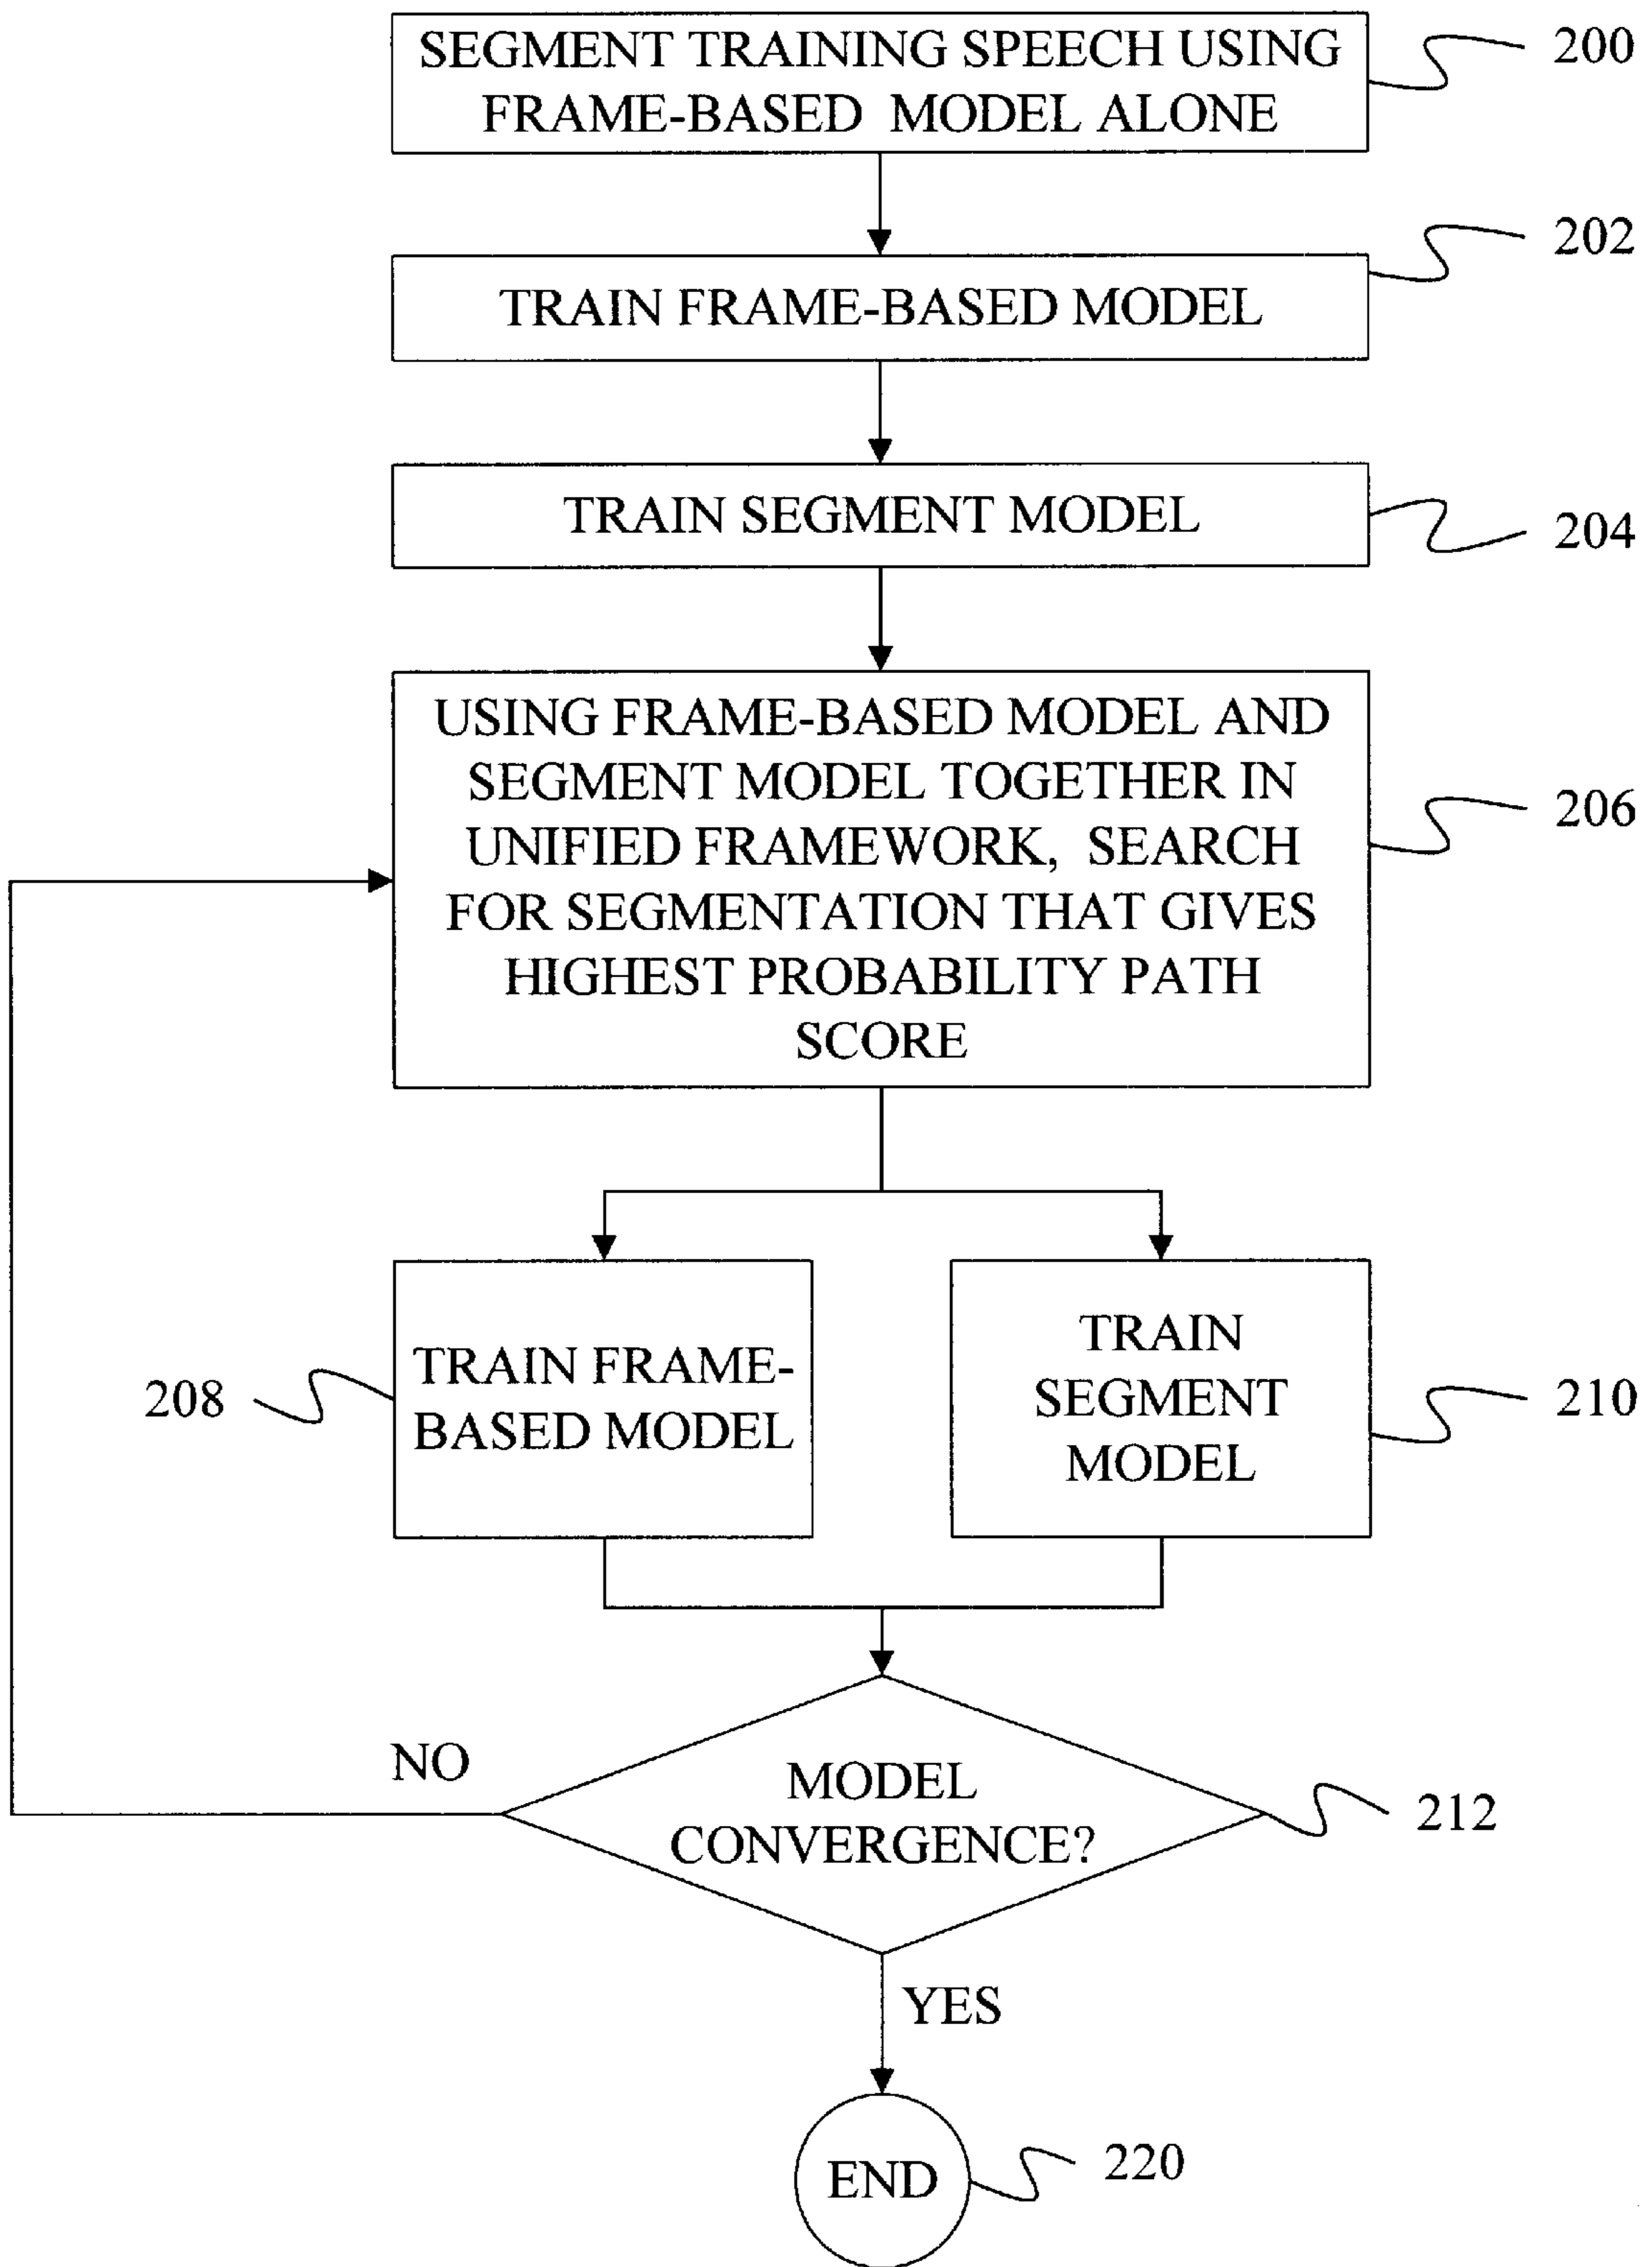 SEGMENT TRAINING SPEECH USING
FRAME-BASED MODEL ALONE
200
TRAIN FRAME-BASED MODEL
202
TRAIN SEGMENT MODEL
204
USING FRAME-BASED MODEL AND
SEGMENT MODEL TOGETHER IN
UNIFIED FRAMEWORK, SEARCH
FOR SEGMENTATION THAT GIVES
HIGHEST PROBABILITY PATH
SCORE
206
208
TRAIN FRAME-
BASED MODEL
TRAIN
SEGMENT
MODEL
210
NO
MODEL
CONVERGENCE?
212
YES
END
220